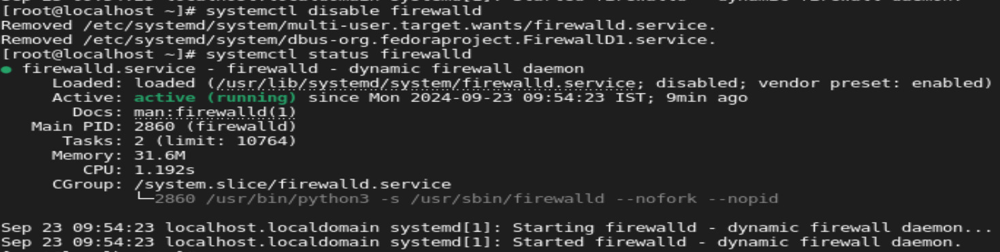 [root@localhost ~]# systemctl disable firewalld
Removed /etc/systemd/system/multi-user.target.wants/firewalld.service.
Removed /etc/systemd/system/dbus-org.fedoraproject.FirewallD1.service.
[root@localhost ~]# systemctl status firewalld
● firewalld.service - firewalld - dynamic firewall daemon
Loaded: loaded (/usr/lib/systemd/system/firewalld.service; disabled; vendor preset: enabled)
Active: active (running) since Mon 2024-09-23 09:54:23 IST; 9min ago
Docs: man:firewalld(1)
Main PID: 2860 (firewalld)
Tasks: 2 (limit: 10764)
Memory: 31.6M
CPU: 1.192s
CGroup: /system.slice/firewalld.service
└─2860 /usr/bin/python3 -s /usr/sbin/firewalld --nofork --nopid
Sep 23 09:54:23 localhost.localdomain systemd[1]: Starting firewalld - dynamic firewall daemon...
Sep 23 09:54:23 localhost.localdomain systemd[1]: Started firewalld - dynamic firewall daemon.